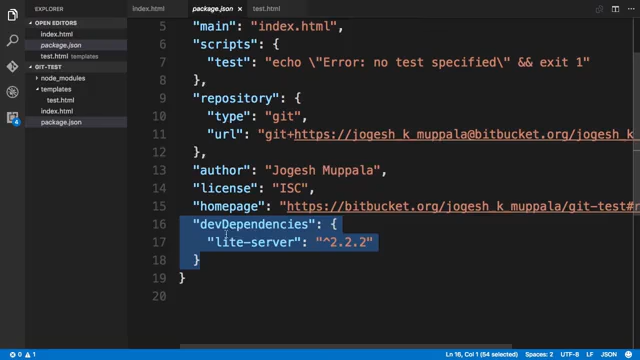 index.html
package.json
test.html
EXPLORER
OPEN EDITORS
index.html
package.json
test.html templates
GIT-TEST
node_modules
templates
test.html
index.html
package.json
4
5 "main": "index.html",
6 "scripts": {
7 "test": "echo \"Error: no test specified\" && exit 1"
8 },
9 "repository": {
10 "type": "git",
11 "url": "git+https://jogesh_k_muppala@bitbucket.org/jogesh_k
12 },
13 "author": "Jogesh Muppala",
14 "license": "ISC",
15 "homepage": "https://bitbucket.org/jogesh_k_muppala/git-test#r
16 "devDependencies": {
17 "lite-server": "^2.2.2"
18 }
19 }
20
0 0 Ln 16, Col 1 (54 selected) Spaces: 2 UTF-8 LF JSON